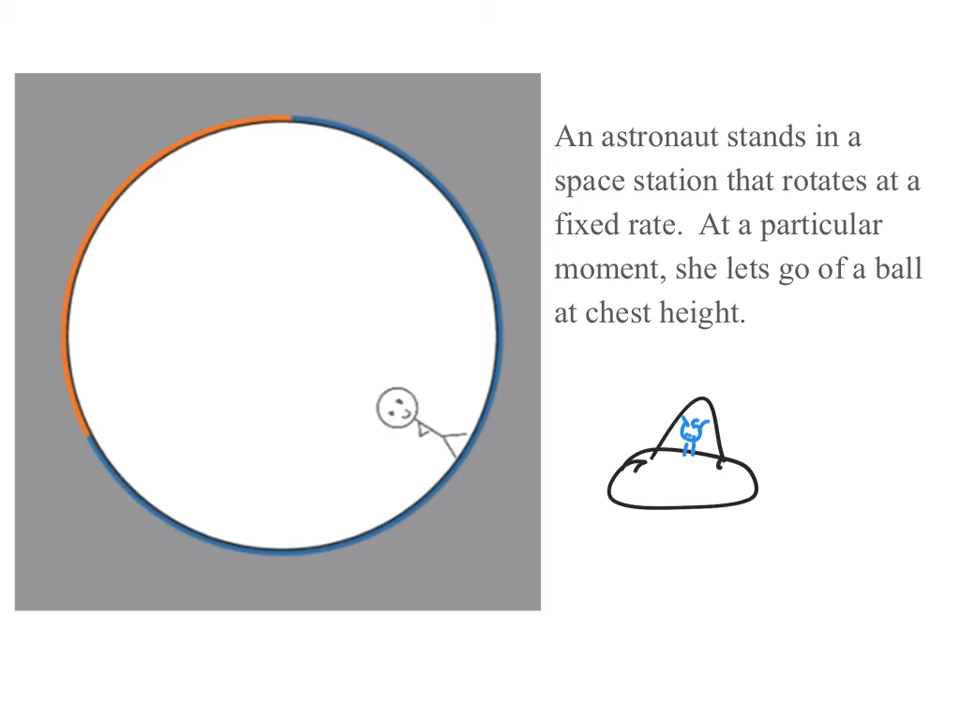 An astronaut stands in a
space station that rotates at a
fixed rate.  At a particular
moment, she lets go of a ball
at chest height.